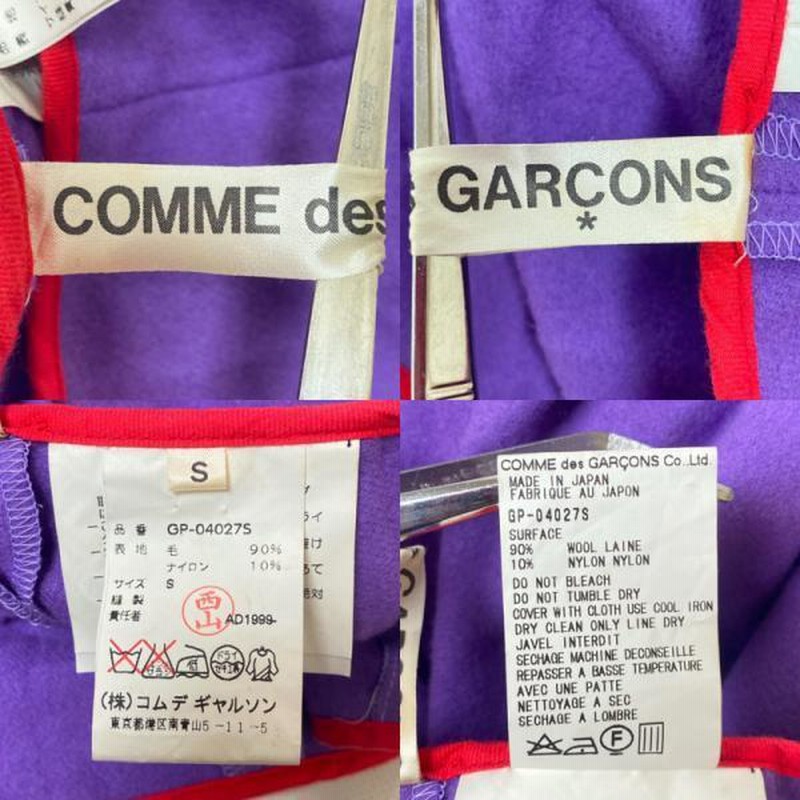 COMME des
GARÇONS
*
S
品番 GP-04027S
表地 毛 90%
ナイロン 10%
サイズ S
縫製
責任者
西山
AD1999
(株)コム デ ギャルソン
東京都港区南青山5-11-5
COMME des GARÇONS Co.,Ltd.
MADE IN JAPAN
FABRIQUE AU JAPON
GP-04027S
SURFACE
90% WOOL LAINE
10% NYLON NYLON
DO NOT BLEACH
DO NOT TUMBLE DRY
COVER WITH CLOTH USE COOL IRON
DRY CLEAN ONLY LINE DRY
JAVEL INTERDIT
SECHAGE MACHINE DECONSEILLE
REPASSER A BASSE TEMPERATURE
AVEC UNE PATTE
NETTOYAGE A SEC
SECHAGE A LOMBRE
F